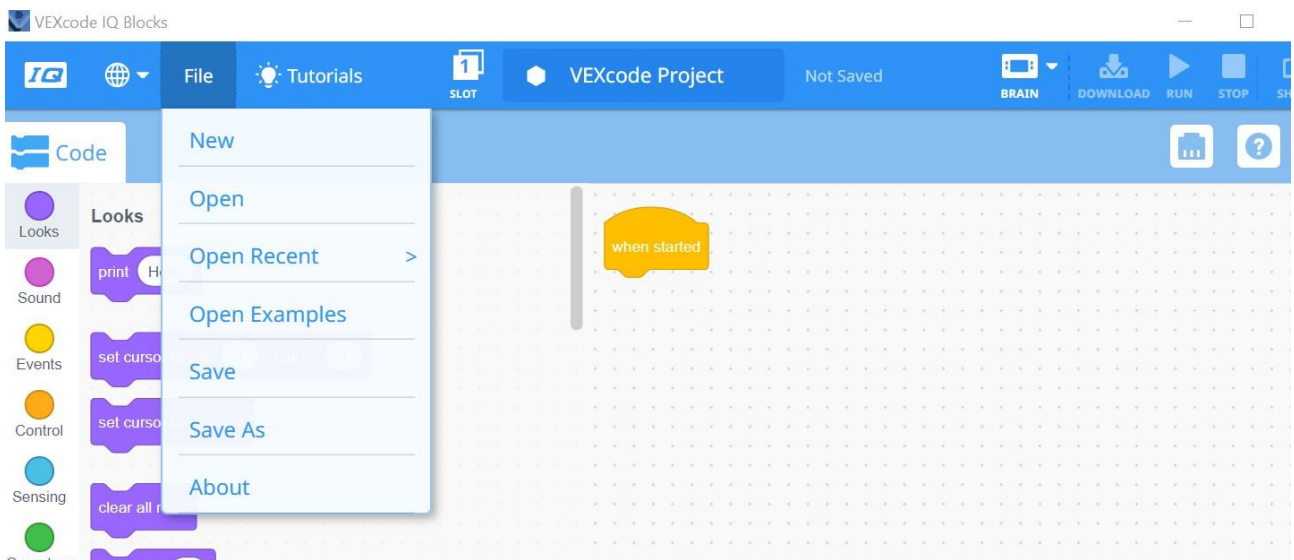 VEXcode IQ Blocks
IQ
File
Tutorials
1
SLOT
VEXcode Project
Not Saved
BRAIN
DOWNLOAD
RUN
STOP
Code
New
Open
Open Recent >
Open Examples
Save
Save As
About
?
Looks
Sound
Events
Control
Sensing
Looks
print
set
set
clear all
when started